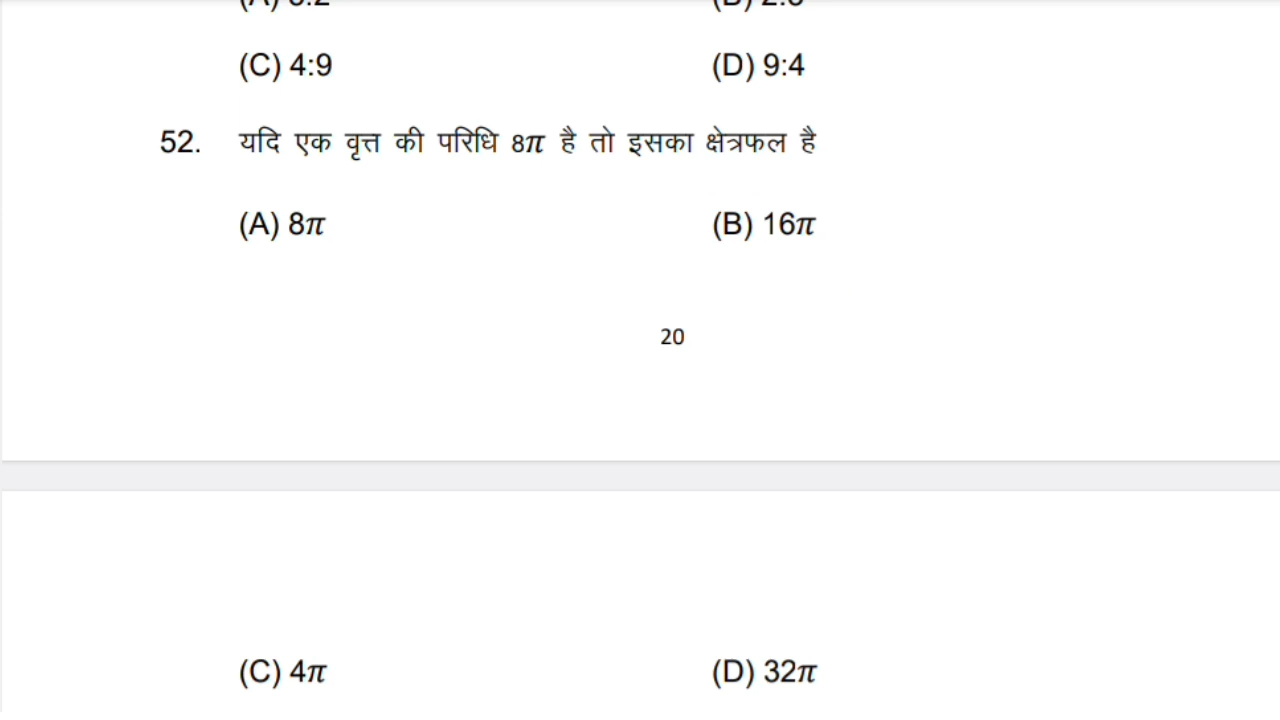 (C) 4:9 (D) 9:4
52. यदि एक वृत्त की परिधि 8π है तो इसका क्षेत्रफल है
(A) 8π (B) 16π
20
(C) 4π (D) 32π